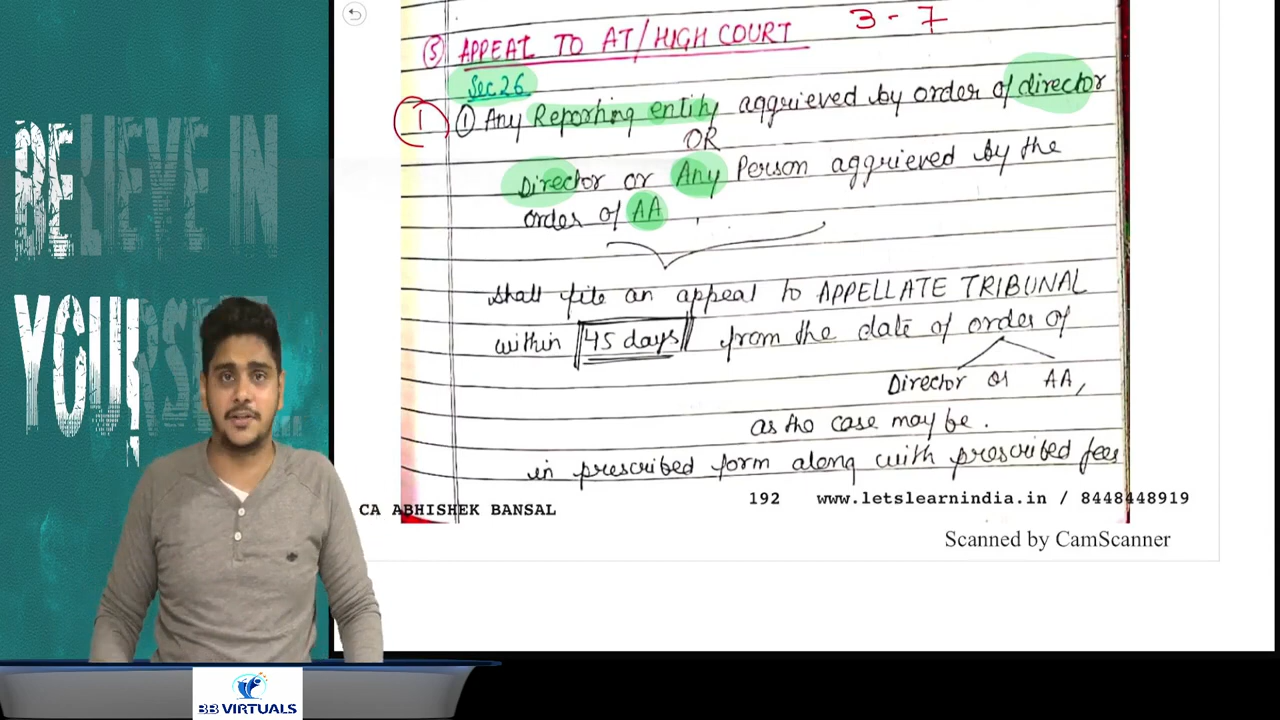 BELIEVE IN
⑤ APPEAL TO AT/HIGH COURT 3 - 7
Sec 26
1 ① Any Reporting entity aggrieved by order of director
OR
Director or Any Person aggrieved by the
order of AA
shall file an appeal to APPELLATE TRIBUNAL
within 45 days from the date of order of
Director or AA,
as the case may be.
in prescribed form along with prescribed fees
CA ABHISHEK BANSAL 192 www.letslearnindia.in / 8448448919
Scanned by CamScanner
BB VIRTUALS